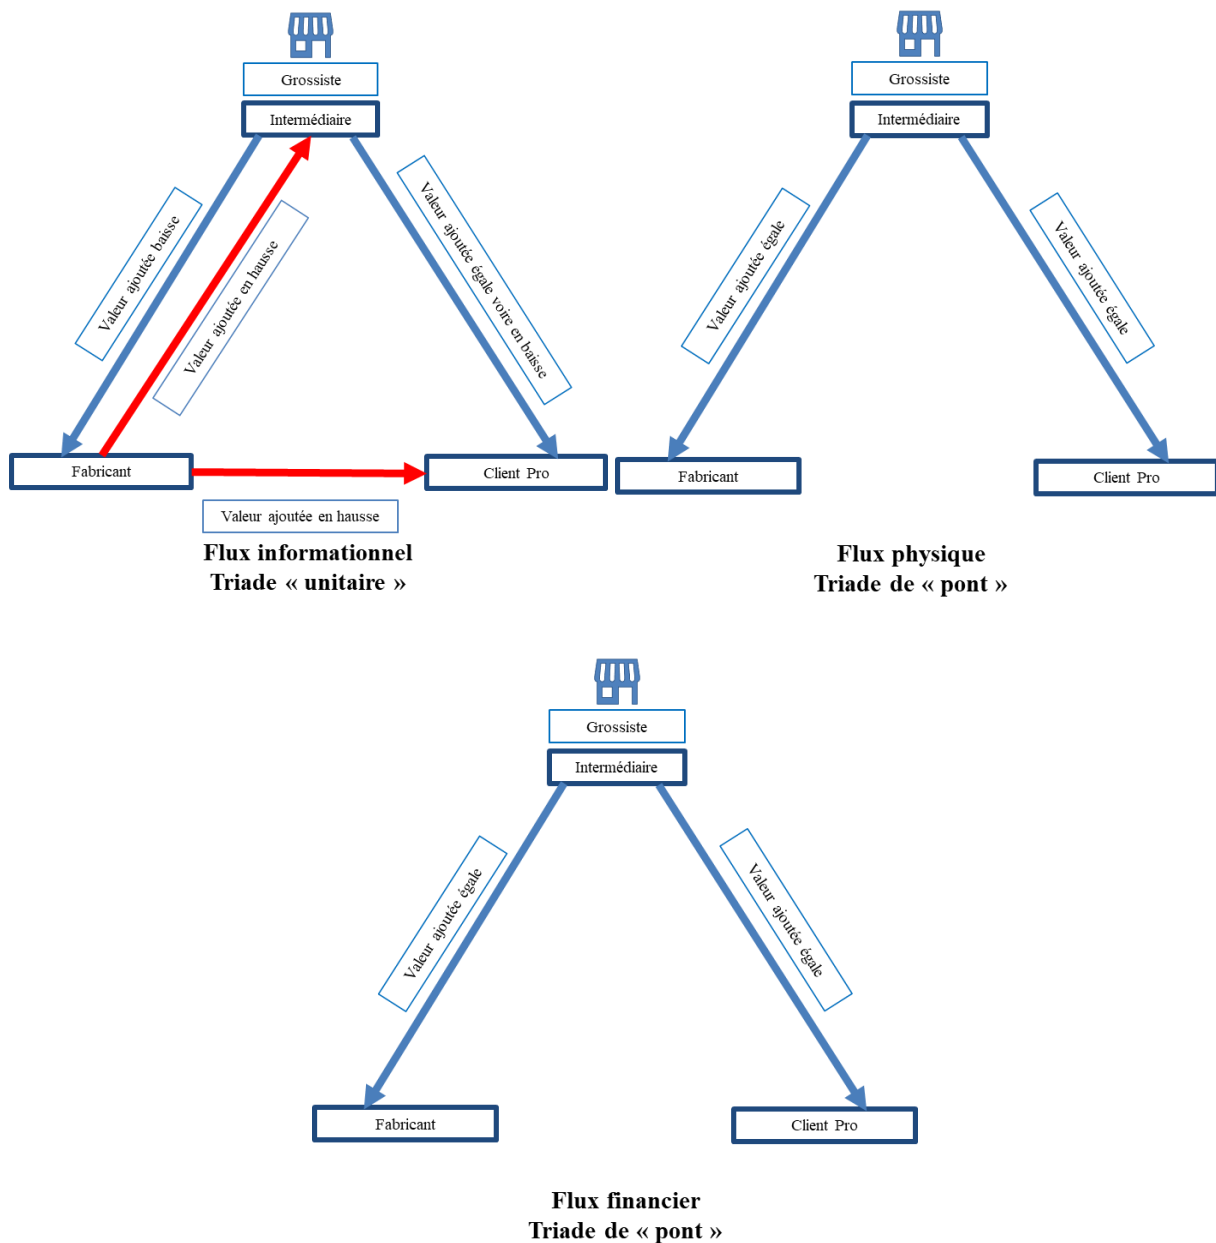 Grossiste
Intermédiaire
Valeur ajoutée baisse
Valeur ajoutée en hausse
Valeur ajoutée
égale voire en baisse
Fabricant
Client Pro
Valeur ajoutée en hausse
Flux informationnel
Triade « unitaire »
Grossiste
Intermédiaire
Valeur ajoutée égale
Valeur ajoutée
égale
Fabricant
Client Pro
Flux physique
Triade de « pont »
Grossiste
Intermédiaire
Valeur ajoutée égale
Valeur ajoutée
égale
Fabricant
Client Pro
Flux financier
Triade de « pont »